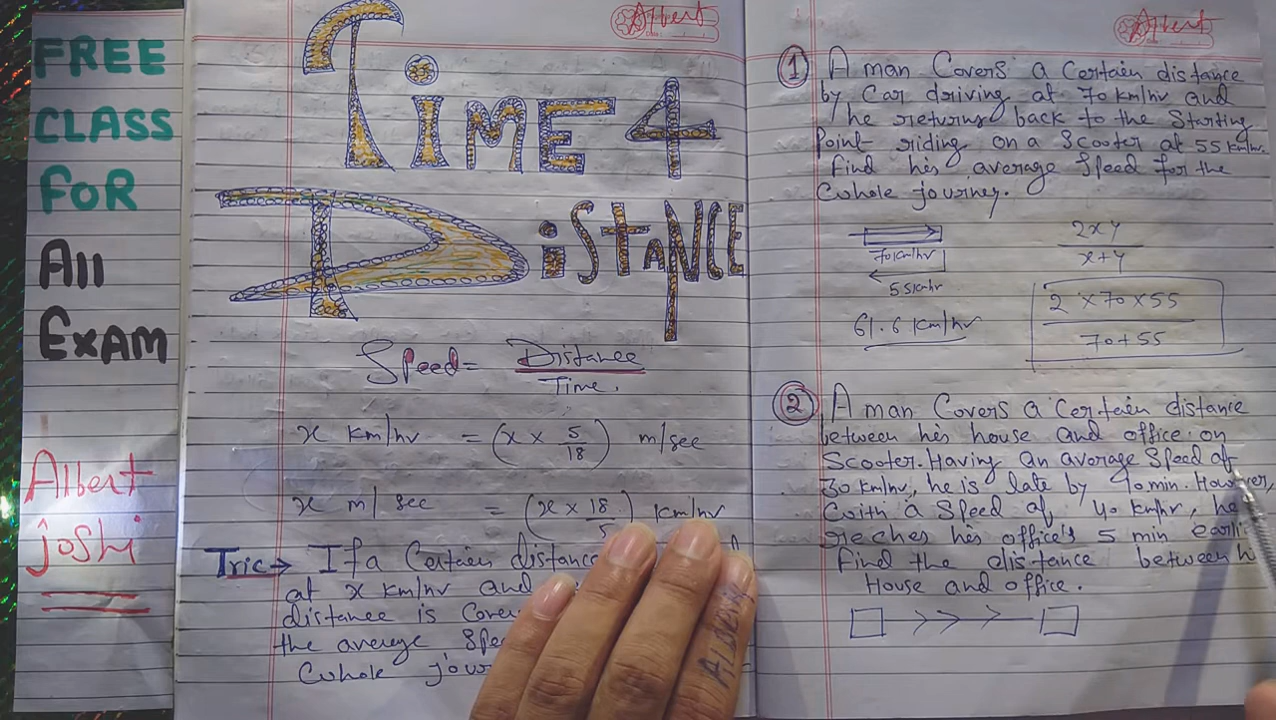 FREE
CLASS
FOR
All
EXAM
Albert
joshi
Albert
TIME 4
DISTANCE
Speed = Distance
Time.
x km/hr = (x × 5/18) m/sec
x m/sec = (x × 18/5) km/hr
Tric→ If a Certain distance
at x km/hr and
distance is Cover
the average Spe
Whole jour
Albert
1 A man Covers a Certain distance
by Car driving at 70 km/hr and
he returns back to the Starting
Point riding on a Scooter at 55 km/hr.
find his average Speed for the
Whole journey.
70 km/hr
55 km/hr
61.6 km/hr
2xy
x+y
2 × 70 × 55
70+55
2 A man Covers a Certain distance
between his house and office on
Scooter. Having an average Speed of
30 km/hr, he is late by 10 min. However,
with a Speed of 40 km/hr, he
reches his office's 5 min earli
find the distance between h
House and office.
ALBERT